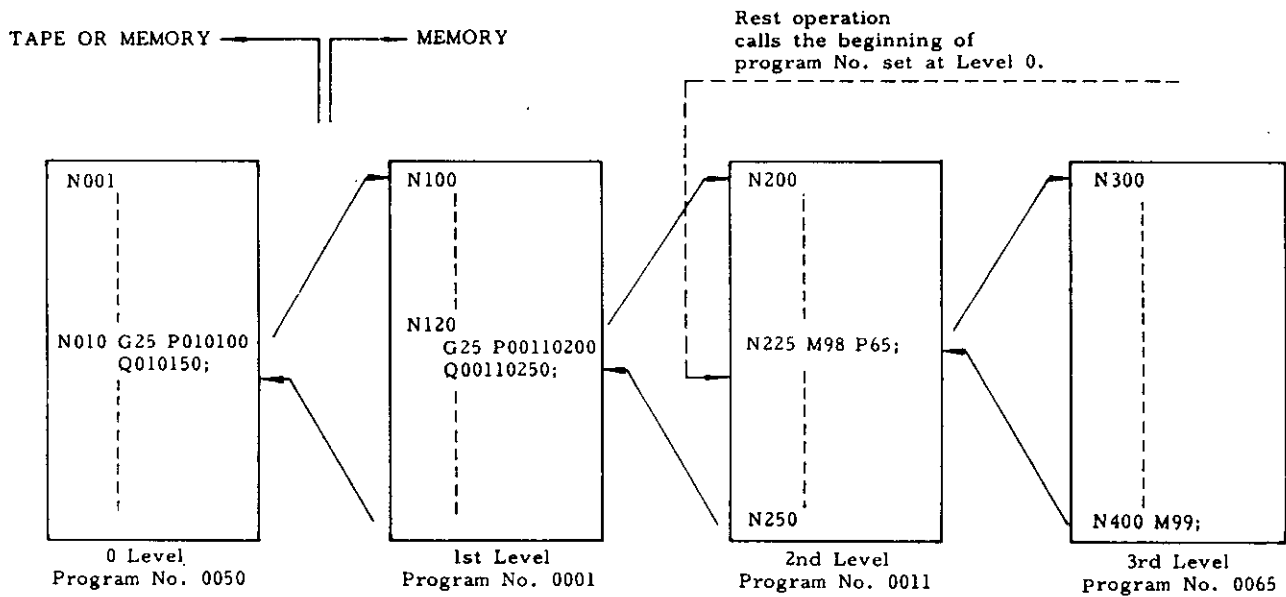 TAPE OR MEMORY
MEMORY
Rest operation
calls the beginning of
program No. set at Level 0.
N001
N010 G25 P010100
Q010150;
0 Level
Program No. 0050
N100
N120
G25 P00110200
Q00110250;
1st Level
Program No. 0001
N200
N225 M98 P65;
N250
2nd Level
Program No. 0011
N300
N400 M99;
3rd Level
Program No. 0065